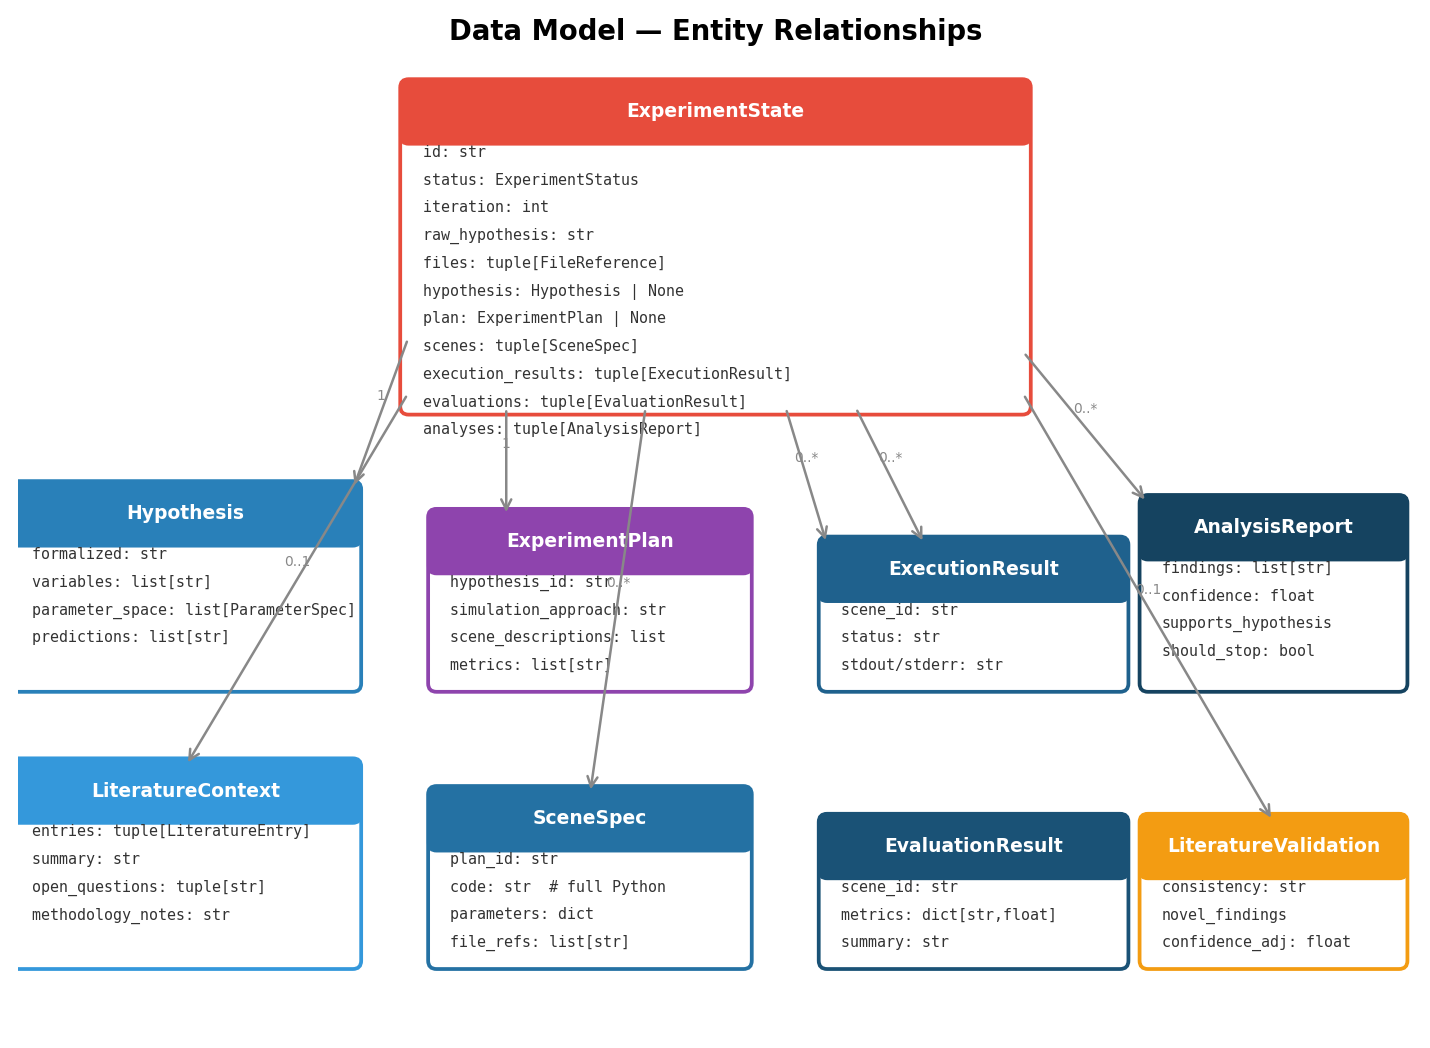 Data Model — Entity Relationships
ExperimentState
id: str
status: ExperimentStatus
iteration: int
raw_hypothesis: str
files: tuple[FileReference]
hypothesis: Hypothesis | None
plan: ExperimentPlan | None
scenes: tuple[SceneSpec]
execution_results: tuple[ExecutionResult]
evaluations: tuple[EvaluationResult]
analyses: tuple[AnalysisReport]
1
0..1
1
0..*
0..*
0..*
0..*
0..1
Hypothesis
formalized: str
variables: list[str]
parameter_space: list[ParameterSpec]
predictions: list[str]
ExperimentPlan
hypothesis_id: str
simulation_approach: str
scene_descriptions: list
metrics: list[str]
ExecutionResult
scene_id: str
status: str
stdout/stderr: str
AnalysisReport
findings: list[str]
confidence: float
supports_hypothesis
should_stop: bool
LiteratureContext
entries: tuple[LiteratureEntry]
summary: str
open_questions: tuple[str]
methodology_notes: str
SceneSpec
plan_id: str
code: str  # full Python
parameters: dict
file_refs: list[str]
EvaluationResult
scene_id: str
metrics: dict[str,float]
summary: str
LiteratureValidation
consistency: str
novel_findings
confidence_adj: float